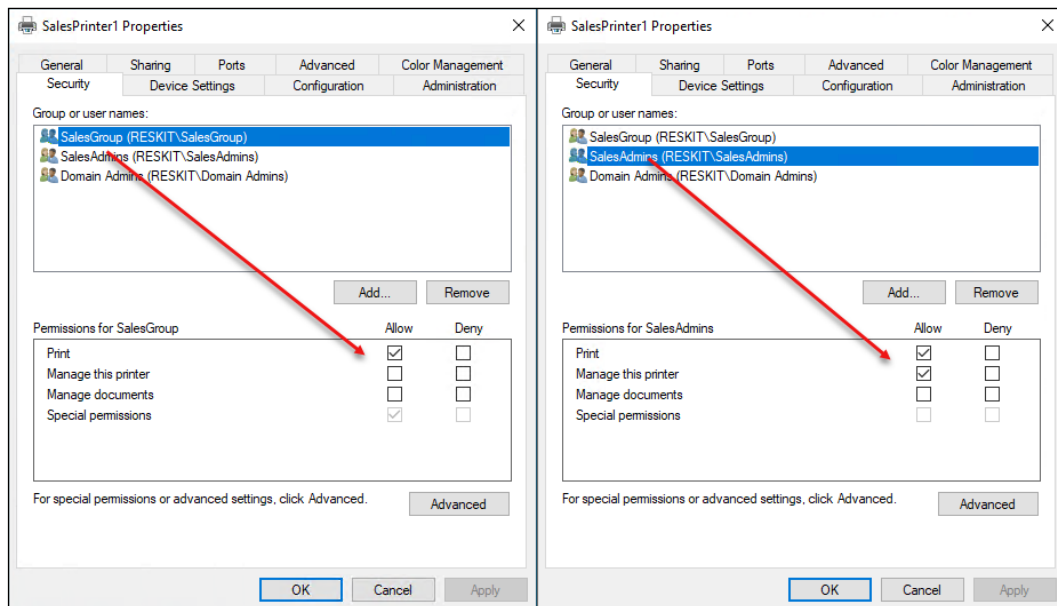 SalesPrinter1 Properties
General Sharing Ports Advanced Color Management
Security Device Settings Configuration Administration
Group or user names:
SalesGroup (RESKIT\SalesGroup)
SalesAdmins (RESKIT\SalesAdmins)
Domain Admins (RESKIT\Domain Admins)
Add... Remove
Permissions for SalesGroup Allow Deny
Print
Manage this printer
Manage documents
Special permissions
For special permissions or advanced settings, click Advanced.
Advanced
OK Cancel Apply
SalesPrinter1 Properties
General Sharing Ports Advanced Color Management
Security Device Settings Configuration Administration
Group or user names:
SalesGroup (RESKIT\SalesGroup)
SalesAdmins (RESKIT\SalesAdmins)
Domain Admins (RESKIT\Domain Admins)
Add... Remove
Permissions for SalesAdmins Allow Deny
Print
Manage this printer
Manage documents
Special permissions
For special permissions or advanced settings, click Advanced.
Advanced
OK Cancel Apply